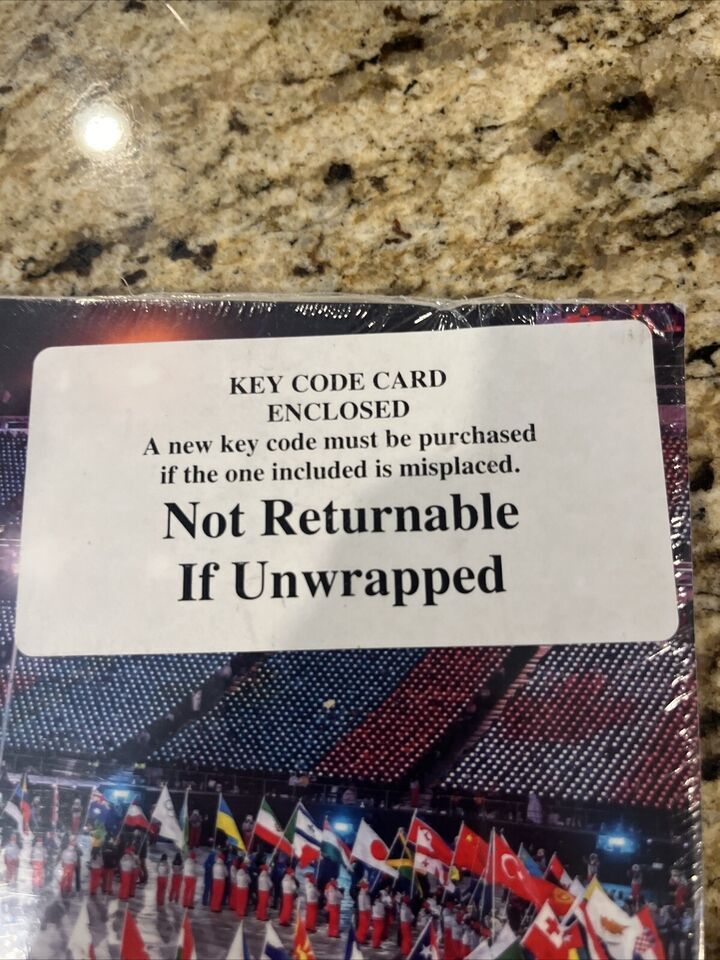 KEY CODE CARD
ENCLOSED
A new key code must be purchased
if the one included is misplaced.
Not Returnable
If Unwrapped